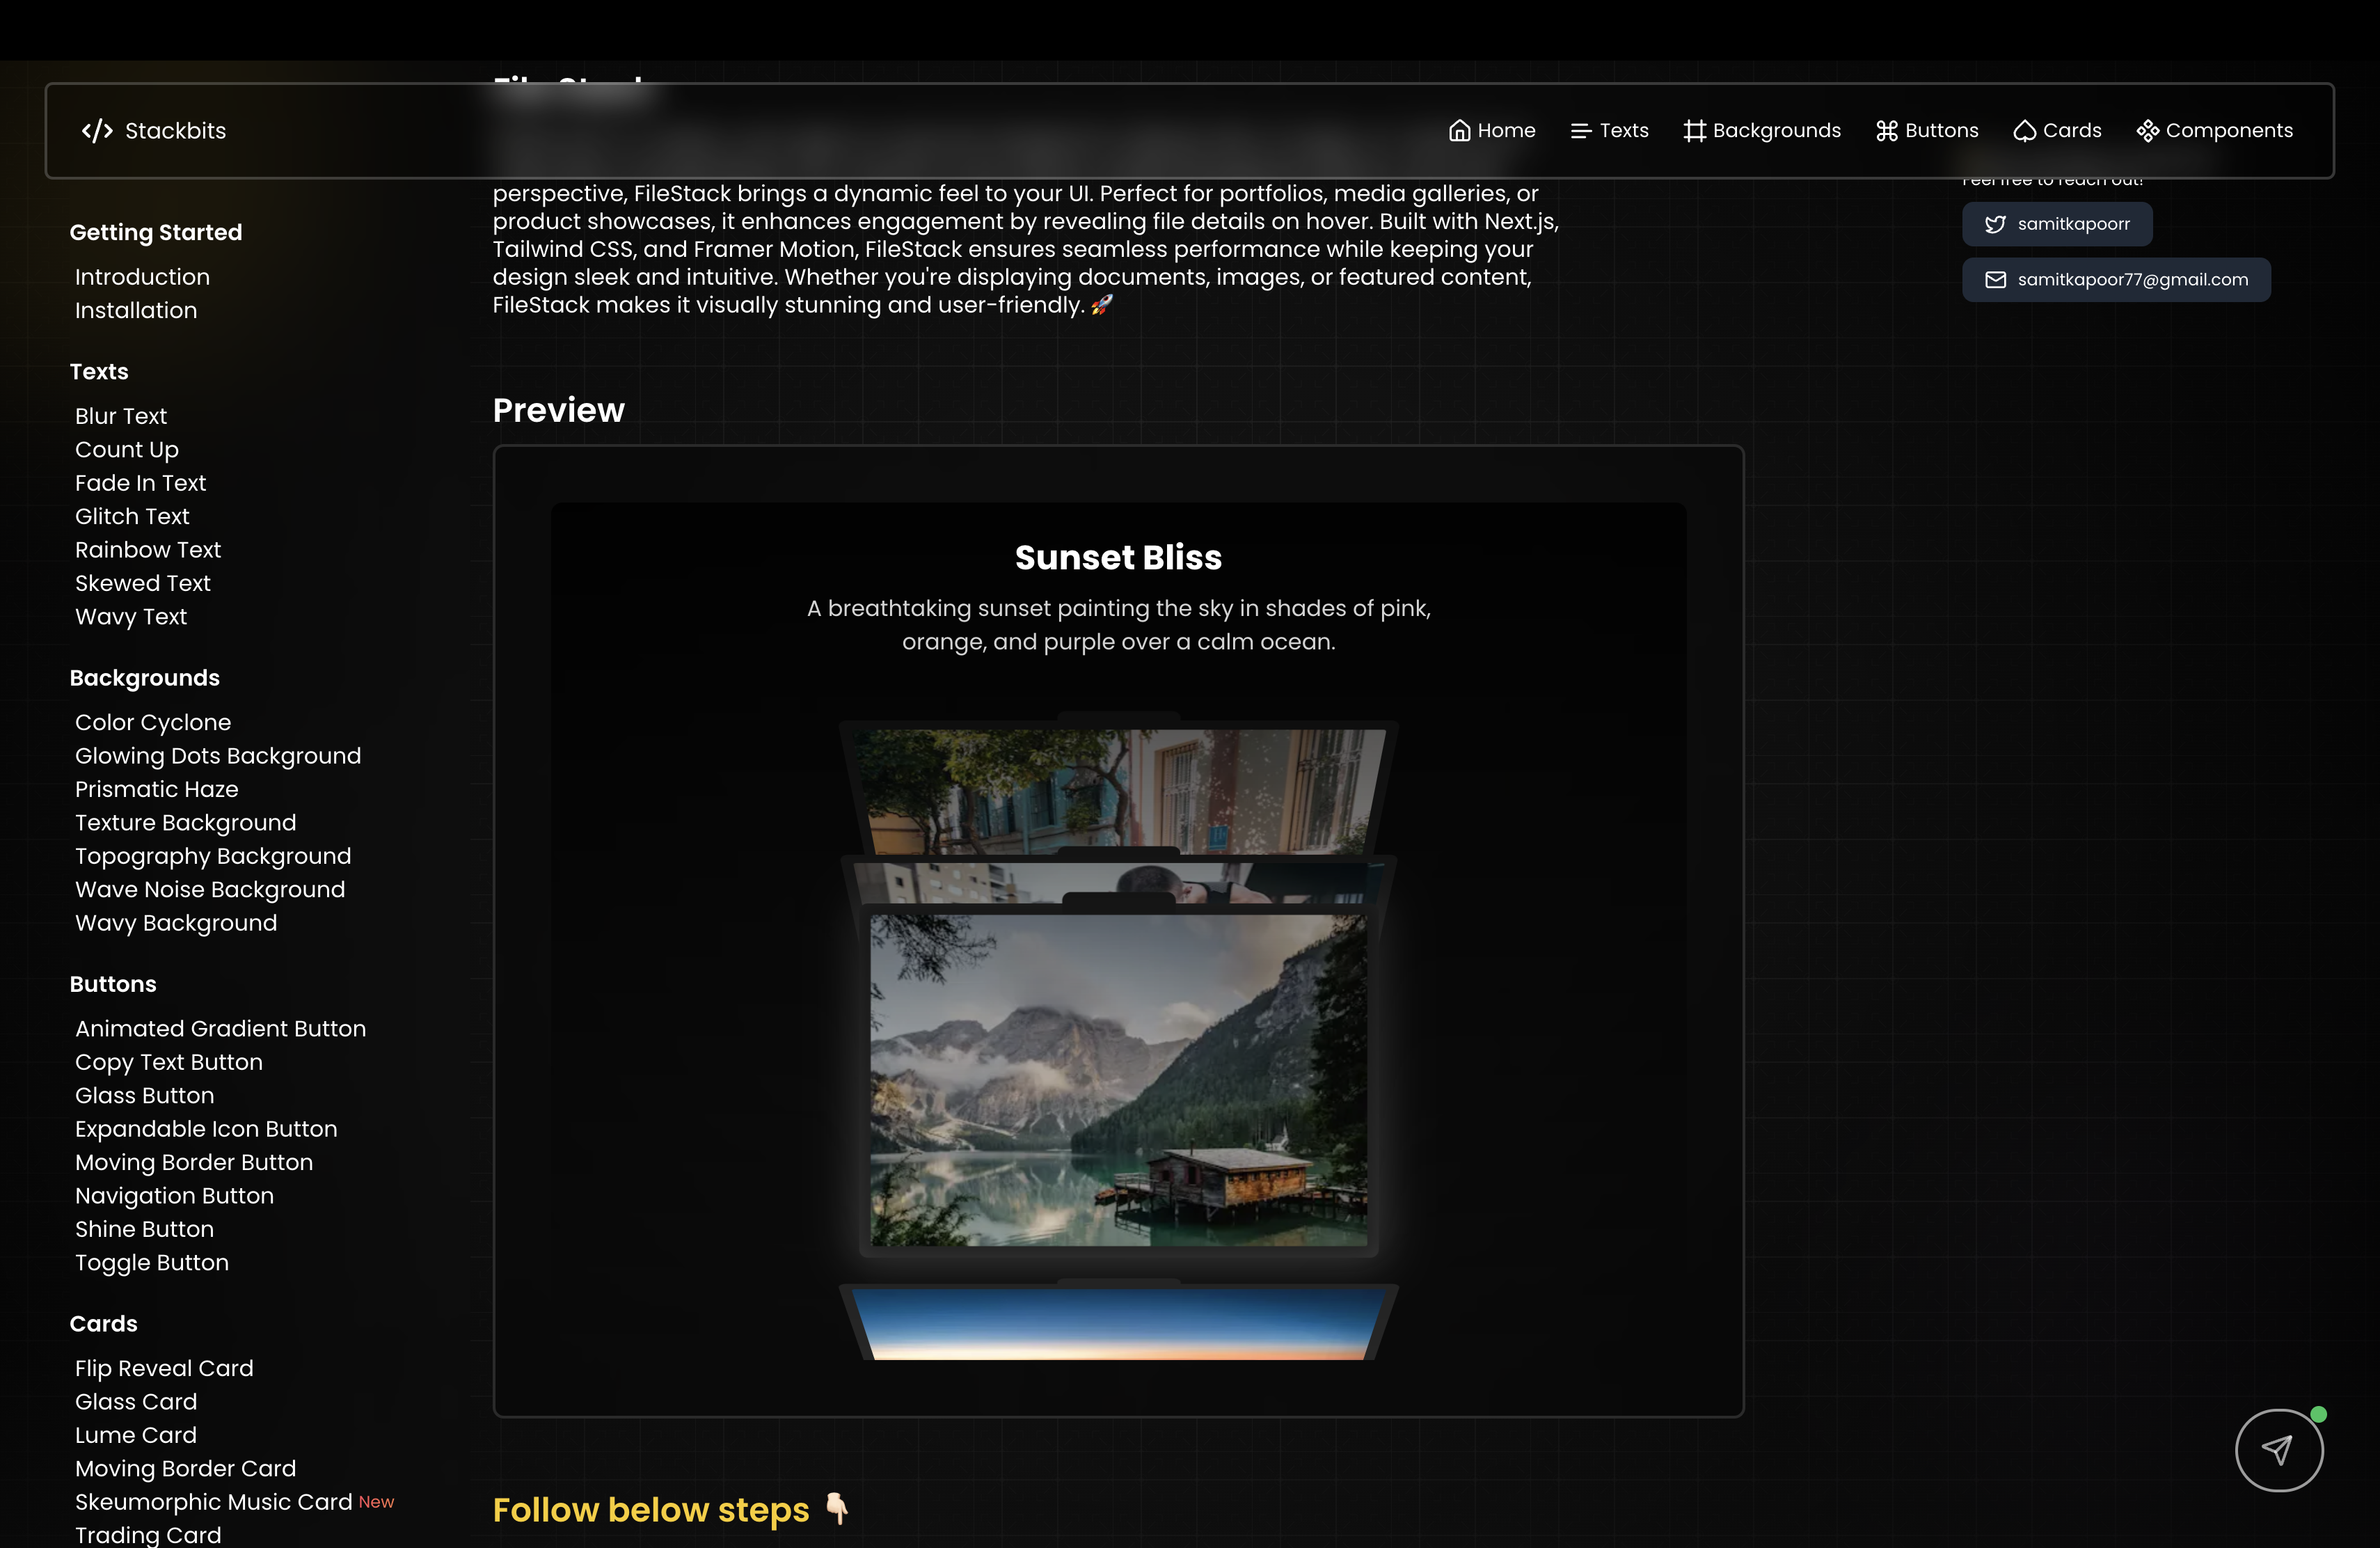 Stackbits
Home
Texts
Backgrounds
Buttons
Cards
Components
Getting Started
Introduction
Installation
Texts
Blur Text
Count Up
Fade In Text
Glitch Text
Rainbow Text
Skewed Text
Wavy Text
Backgrounds
Color Cyclone
Glowing Dots Background
Prismatic Haze
Texture Background
Topography Background
Wave Noise Background
Wavy Background
Buttons
Animated Gradient Button
Copy Text Button
Glass Button
Expandable Icon Button
Moving Border Button
Navigation Button
Shine Button
Toggle Button
Cards
Flip Reveal Card
Glass Card
Lume Card
Moving Border Card
Skeumorphic Music Card New
Trading Card
perspective, FileStack brings a dynamic feel to your UI. Perfect for portfolios, media galleries, or
product showcases, it enhances engagement by revealing file details on hover. Built with Next.js,
Tailwind CSS, and Framer Motion, FileStack ensures seamless performance while keeping your
design sleek and intuitive. Whether you're displaying documents, images, or featured content,
FileStack makes it visually stunning and user-friendly. 🚀
Preview
Sunset Bliss
A breathtaking sunset painting the sky in shades of pink,
orange, and purple over a calm ocean.
Follow below steps 👇🏻
Feel free to reach out!
samitkapoorr
samitkapoor77@gmail.com